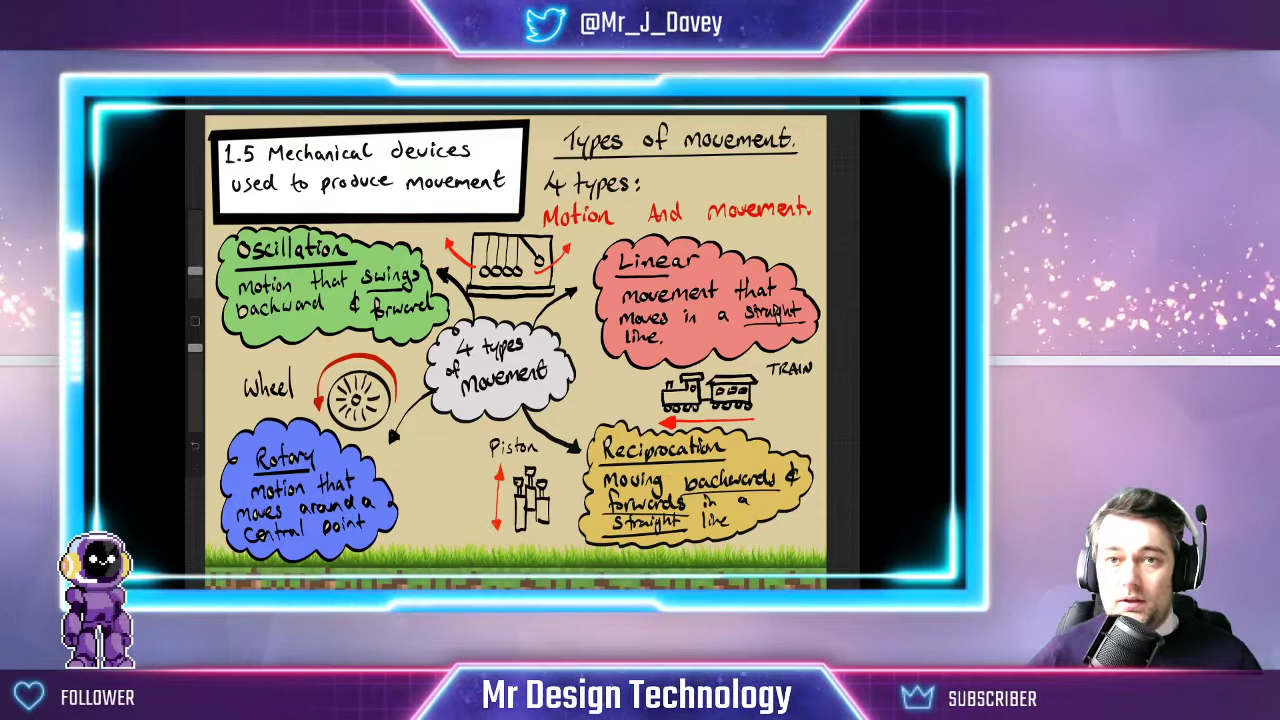 @Mr_J_Davey
1.5 Mechanical devices
used to produce movement
Types of movement.
4 types:
Motion And movement.
Oscillation
motion that swings
backward & forward
Linear
movement that
moves in a straight
line.
4 types
of
Movement
Wheel
TRAIN
Rotary
motion that
moves around a
central point
Piston
Reciprocation
Moving backwards &
forwards in a
straight line
FOLLOWER
Mr Design Technology
SUBSCRIBER